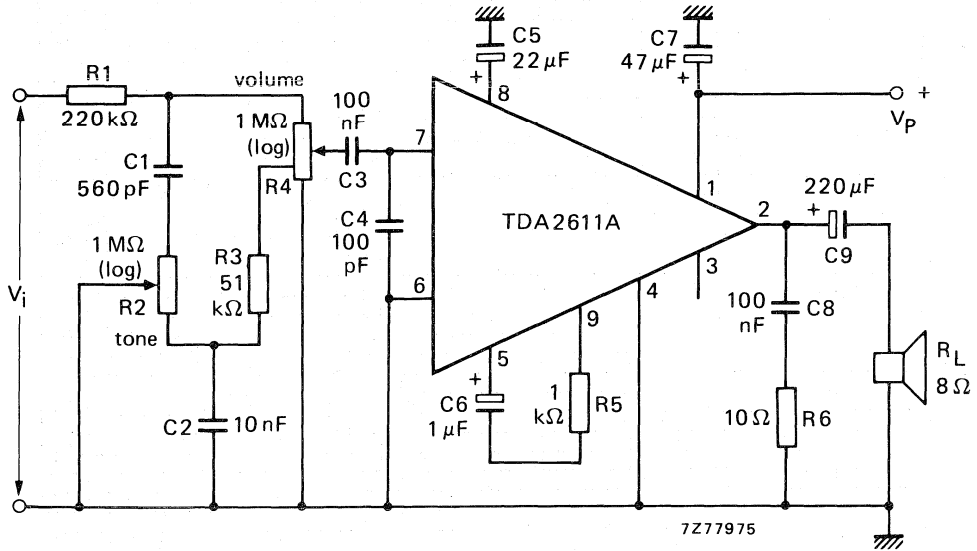 R1
220 kΩ
volume
C1
560 pF
1 MΩ
(log)
R2
tone
V_i
1 MΩ
(log)
R4
R3
51
kΩ
C2
10 nF
100
nF
C3
C4
100
pF
7
6
C5
22 μF
+
8
TDA2611A
C7
47 μF
+
+
V_P
1
2
3
4
9
5
+
C6
1 μF
1
kΩ
R5
220 μF
+
C9
100
nF
C8
10 Ω
R6
R_L
8 Ω
7Z77975